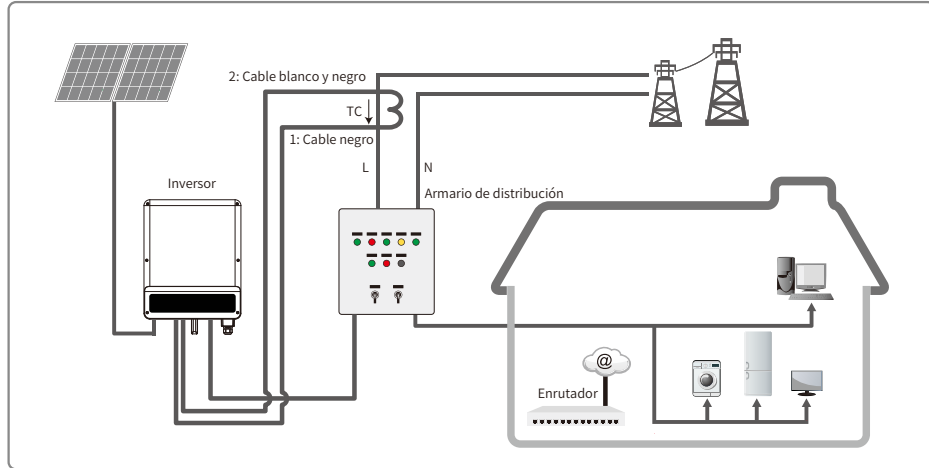 2: Cable blanco y negro
TC
1: Cable negro
L
N
Inversor
Armario de distribución
@
Enrutador